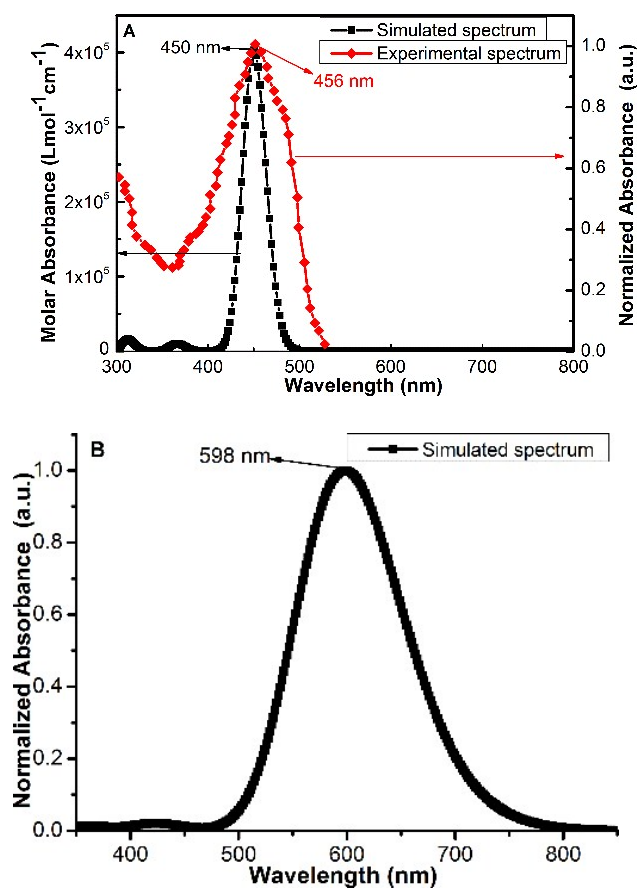 A
Simulated spectrum
Experimental spectrum
450 nm
456 nm
4x10⁵
3x10⁵
2x10⁵
1x10⁵
0
Molar Absorbance (Lmol⁻¹cm⁻¹)
1.0
0.8
0.6
0.4
0.2
0.0
Normalized Absorbance (a.u.)
300 400 500 600 700 800
Wavelength (nm)
B
Simulated spectrum
598 nm
1.0
0.8
0.6
0.4
0.2
0.0
Normalized Absorbance (a.u.)
400 500 600 700 800
Wavelength (nm)